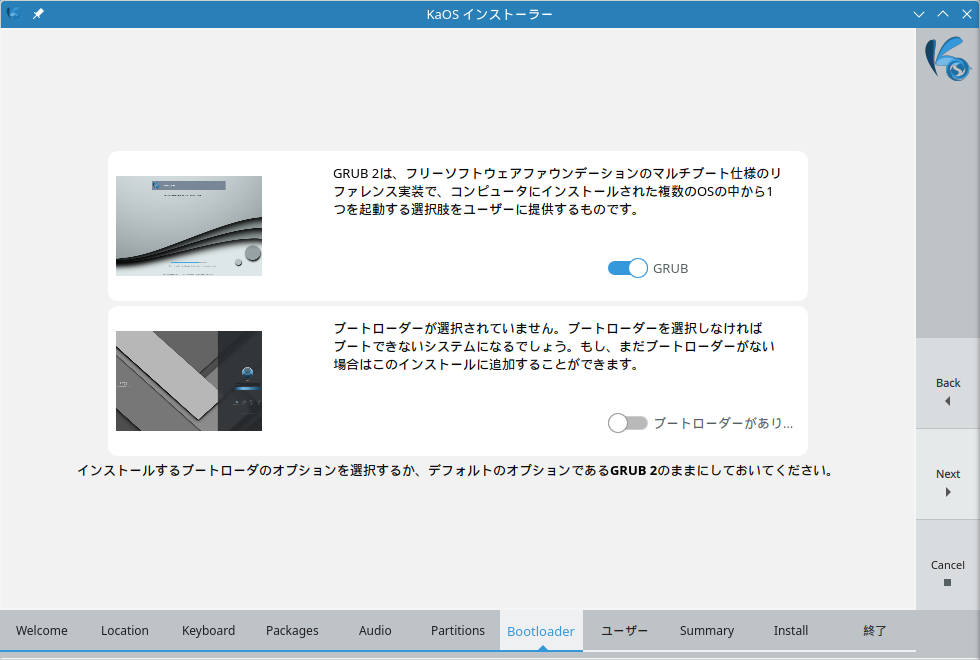 KaOS インストーラー
GRUB 2は、フリーソフトウェアファウンデーションのマルチブート仕様のリ
ファレンス実装で、コンピュータにインストールされた複数のOSの中から1
つを起動する選択肢をユーザーに提供するものです。
GRUB
ブートローダーが選択されていません。ブートローダーを選択しなければ
ブートできないシステムになるでしょう。もし、まだブートローダーがない
場合はこのインストールに追加することができます。
ブートローダーがあり...
インストールするブートローダのオプションを選択するか、デフォルトのオプションであるGRUB 2のままにしておいてください。
Back
Next
Cancel
Welcome
Location
Keyboard
Packages
Audio
Partitions
Bootloader
ユーザー
Summary
Install
終了